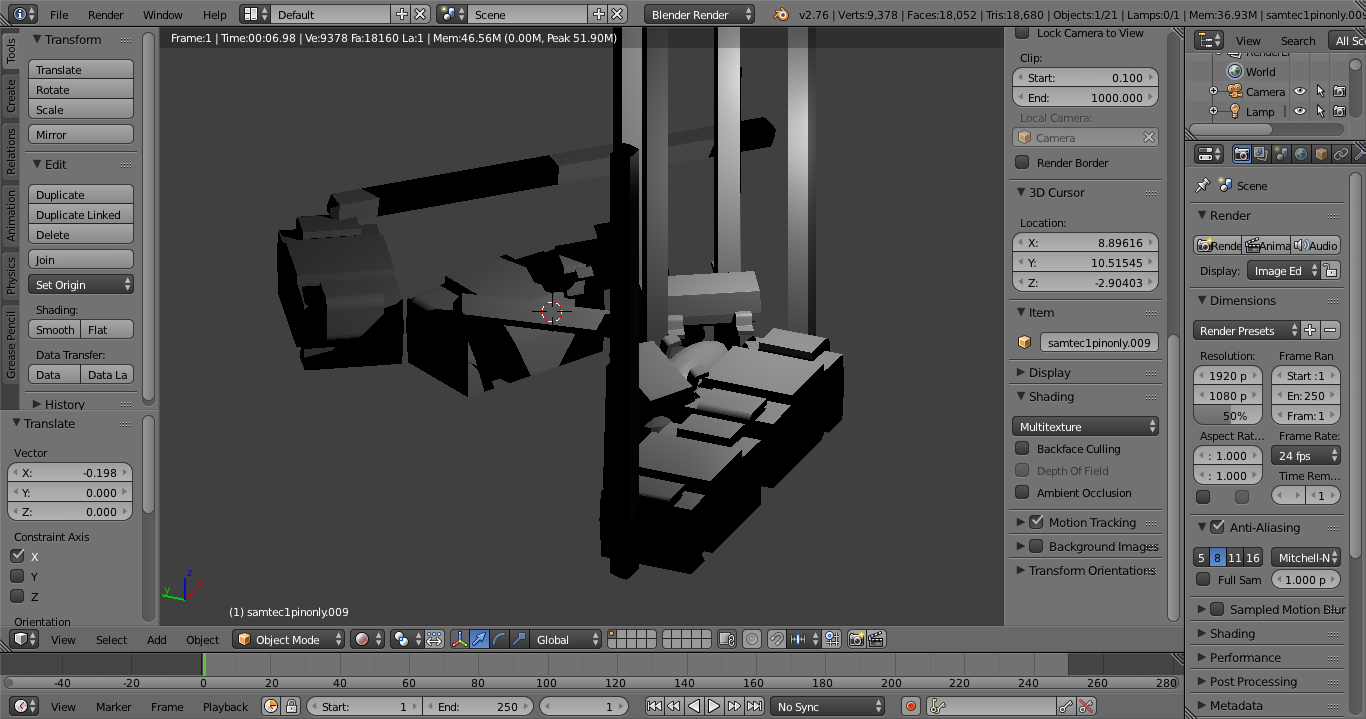 File Render Window Help Default Scene Blender Render v2.76 | Verts:9,378 | Faces:18,052 | Tris:18,680 | Objects:1/21 | Lamps:0/1 | Mem:36.93M | samtec1pinonly.00
Frame:1 | Time:00:06.98 | Ve:9378 Fa:18160 La:1 | Mem:46.56M (0.00M, Peak 51.90M)
Tools
Create
Relations
Animation
Physics
Grease Pencil
Transform
Translate
Rotate
Scale
Mirror
Edit
Duplicate
Duplicate Linked
Delete
Join
Set Origin
Shading:
Smooth Flat
Data Transfer:
Data Data La
History
Translate
Vector
X: -0.198
Y: 0.000
Z: 0.000
Constraint Axis
X
Y
Z
Orientation
z
y
(1) samtec1pinonly.009
Lock Camera to View
Clip:
Start: 0.100
End: 1000.000
Local Camera:
Camera
Render Border
3D Cursor
Location:
X: 8.89616
Y: 10.51545
Z: -2.90403
Item
samtec1pinonly.009
Display
Shading
Multitexture
Backface Culling
Depth Of Field
Ambient Occlusion
Motion Tracking
Background Images
Transform Orientations
View Search All Sc
World
Camera
Lamp
Scene
Render
Rende Anima Audio
Display: Image Ed
Dimensions
Render Presets
Resolution: Frame Ran
1920 p Start :1
1080 p En: 250
50% Fram: 1
Aspect Rat... Frame Rate:
: 1.000 24 fps
: 1.000 Time Rem...
1
Anti-Aliasing
5 8 11 16 Mitchell-N
Full Sam 1.000 p
Sampled Motion Blur
Shading
Performance
Post Processing
Metadata
View Select Add Object Object Mode Global
-40 -20 0 20 40 60 80 100 120 140 160 180 200 220 240 260 280
View Marker Frame Playback Start: 1 End: 250 1 No Sync